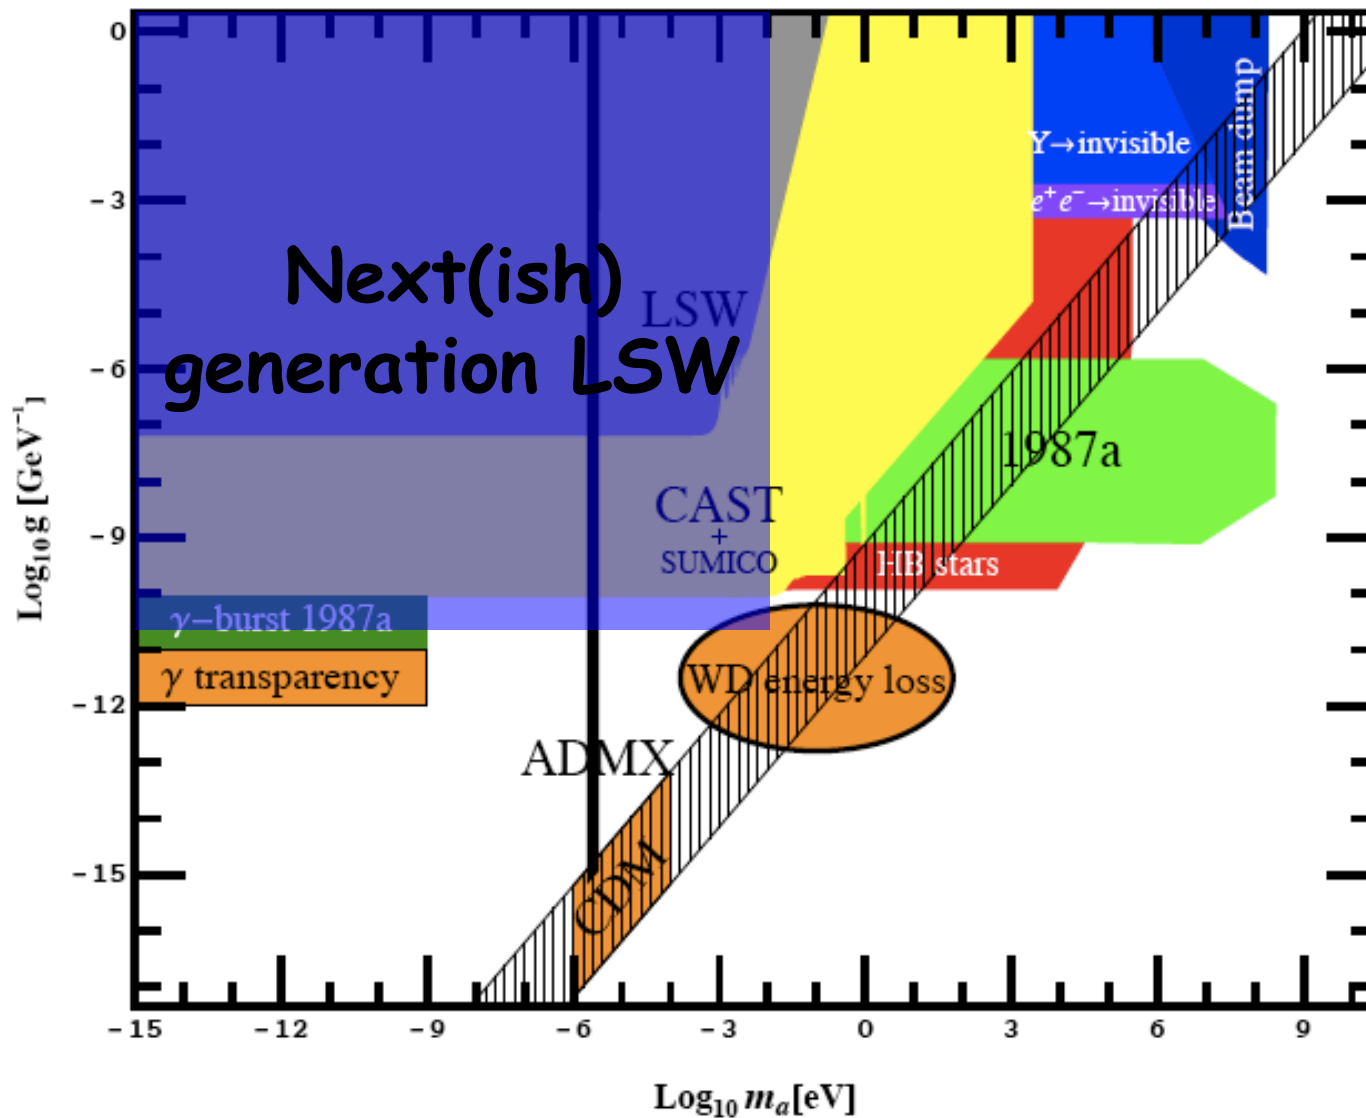 0
-3
-6
-9
-12
-15
Log₁₀g [GeV⁻¹]
Next(ish)
generation LSW
LSW
CAST
+
SUMICO
γ-burst 1987a
γ transparency
ADMX
CDM
WD energy loss
HB stars
1987a
Υ→invisible
e⁺e⁻→invisible
Beam dump
-15 -12 -9 -6 -3 0 3 6 9
Log₁₀ mₐ[eV]